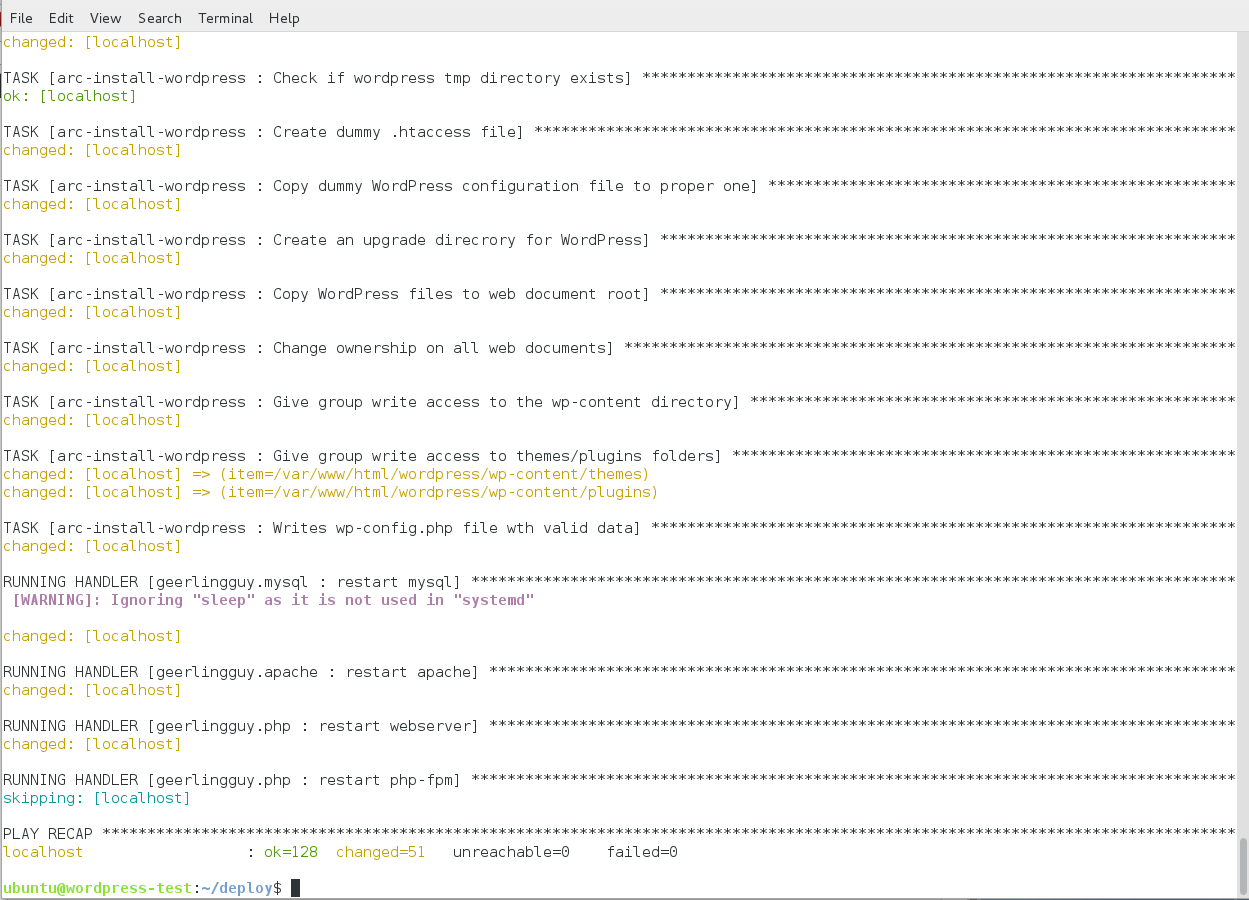 File Edit View Search Terminal Help
changed: [localhost]
TASK [arc-install-wordpress : Check if wordpress tmp directory exists] ******************************************************************
ok: [localhost]
TASK [arc-install-wordpress : Create dummy .htaccess file] ******************************************************************************
changed: [localhost]
TASK [arc-install-wordpress : Copy dummy WordPress configuration file to proper one] ****************************************************
changed: [localhost]
TASK [arc-install-wordpress : Create an upgrade direcrory for WordPress] ****************************************************************
changed: [localhost]
TASK [arc-install-wordpress : Copy WordPress files to web document root] ****************************************************************
changed: [localhost]
TASK [arc-install-wordpress : Change ownership on all web documents] ********************************************************************
changed: [localhost]
TASK [arc-install-wordpress : Give group write access to the wp-content directory] ******************************************************
changed: [localhost]
TASK [arc-install-wordpress : Give group write access to themes/plugins folders] ********************************************************
changed: [localhost] => (item=/var/www/html/wordpress/wp-content/themes)
changed: [localhost] => (item=/var/www/html/wordpress/wp-content/plugins)
TASK [arc-install-wordpress : Writes wp-config.php file wth valid data] *****************************************************************
changed: [localhost]
RUNNING HANDLER [geerlingguy.mysql : restart mysql] *************************************************************************************
[WARNING]: Ignoring "sleep" as it is not used in "systemd"
changed: [localhost]
RUNNING HANDLER [geerlingguy.apache : restart apache] ***********************************************************************************
changed: [localhost]
RUNNING HANDLER [geerlingguy.php : restart webserver] ***********************************************************************************
changed: [localhost]
RUNNING HANDLER [geerlingguy.php : restart php-fpm] *************************************************************************************
skipping: [localhost]
PLAY RECAP ******************************************************************************************************************************
localhost : ok=128 changed=51 unreachable=0 failed=0
ubuntu@wordpress-test:~/deploy$